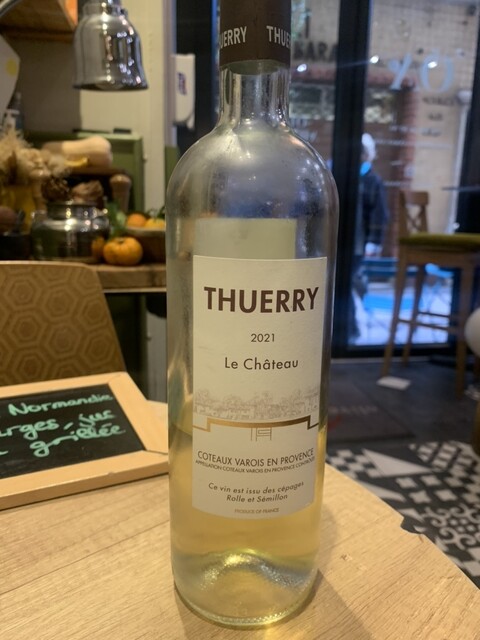 THUERRY
2021
Le Château
COTEAUX VAROIS EN PROVENCE
APPELLATION COTEAUX VAROIS EN PROVENCE CONTRÔLÉE
Ce vin est issu des cépages
Rolle et Sémillon
PRODUCE OF FRANCE
Normandie